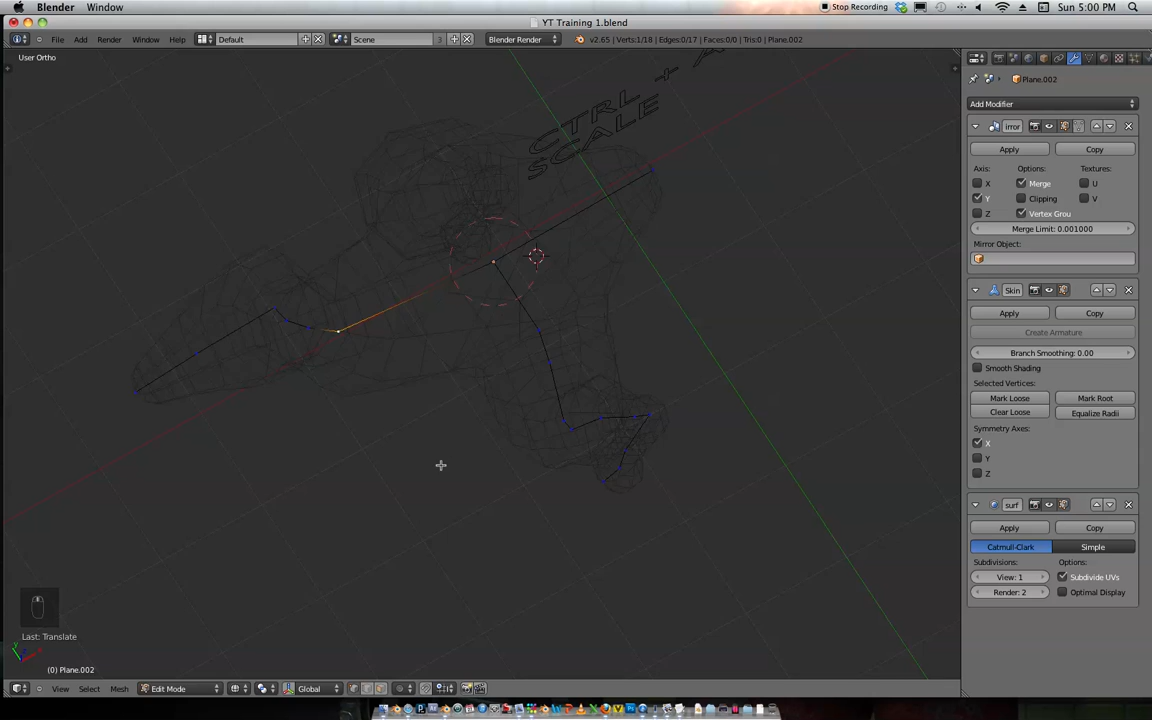 Blender Window
Stop Recording
Sun 5:00 PM
YT Training 1.blend
File Add Render Window Help
Default
Scene
3
Blender Render
v2.65 | Verts:1/18 | Edges:0/17 | Faces:0/0 | Tris:0 | Plane.002
User Ortho
CTRL + A
SCALE
Plane.002
Add Modifier
irror
Apply Copy
Axis: Options: Textures:
X Merge U
Y Clipping V
Z Vertex Grou
Merge Limit: 0.001000
Mirror Object:
Skin
Apply Copy
Create Armature
Branch Smoothing: 0.00
Smooth Shading
Selected Vertices:
Mark Loose Mark Root
Clear Loose Equalize Radii
Symmetry Axes:
X
Y
Z
surf
Apply Copy
Catmull-Clark Simple
Subdivisions: Options:
View: 1 Subdivide UVs
Render: 2 Optimal Display
Last: Translate
(0) Plane.002
View Select Mesh
Edit Mode
Global